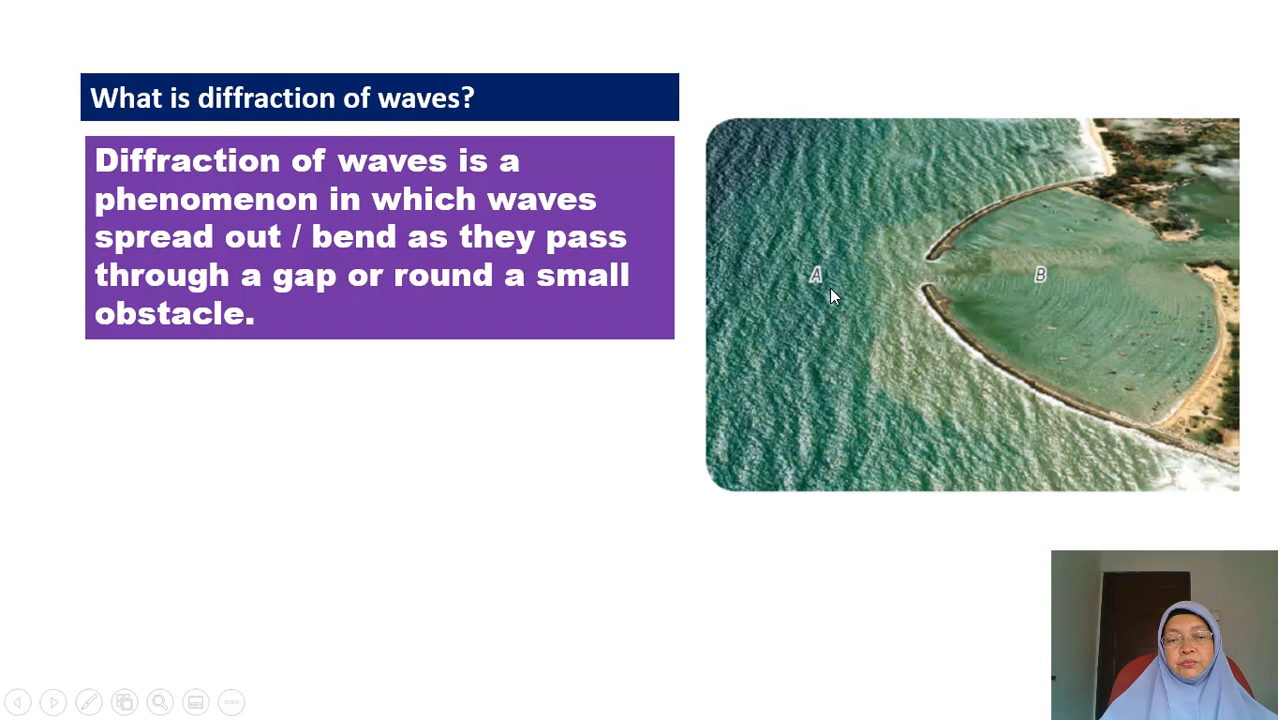 What is diffraction of waves?
Diffraction of waves is a
phenomenon in which waves
spread out / bend as they pass
through a gap or round a small
obstacle.
A
B